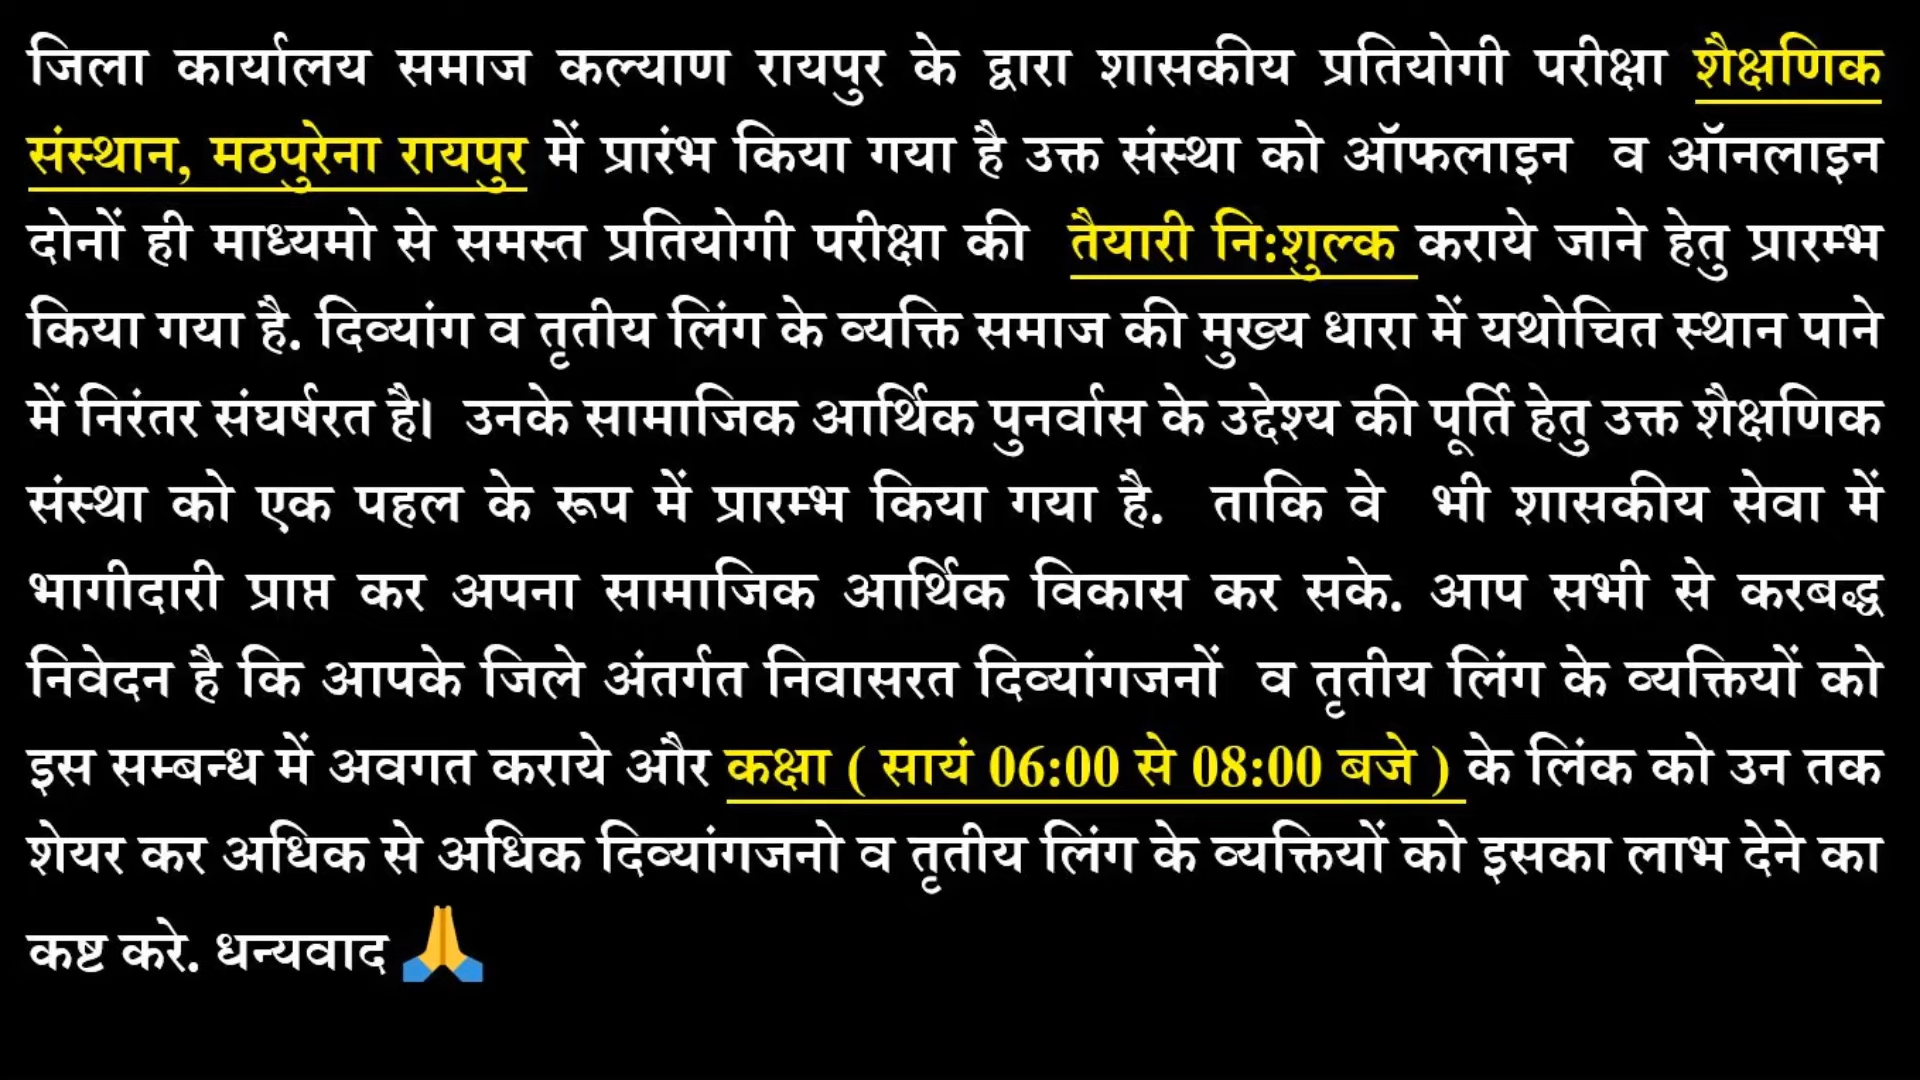 जिला कार्यालय समाज कल्याण रायपुर के द्वारा शासकीय प्रतियोगी परीक्षा शैक्षणिक
संस्थान, मठपुरेना रायपुर में प्रारंभ किया गया है उक्त संस्था को ऑफलाइन व ऑनलाइन
दोनों ही माध्यमो से समस्त प्रतियोगी परीक्षा की तैयारी नि:शुल्क कराये जाने हेतु प्रारम्भ
किया गया है. दिव्यांग व तृतीय लिंग के व्यक्ति समाज की मुख्य धारा में यथोचित स्थान पाने
में निरंतर संघर्षरत है। उनके सामाजिक आर्थिक पुनर्वास के उद्देश्य की पूर्ति हेतु उक्त शैक्षणिक
संस्था को एक पहल के रूप में प्रारम्भ किया गया है. ताकि वे भी शासकीय सेवा में
भागीदारी प्राप्त कर अपना सामाजिक आर्थिक विकास कर सके. आप सभी से करबद्ध
निवेदन है कि आपके जिले अंतर्गत निवासरत दिव्यांगजनों व तृतीय लिंग के व्यक्तियों को
इस सम्बन्ध में अवगत कराये और कक्षा ( सायं 06:00 से 08:00 बजे ) के लिंक को उन तक
शेयर कर अधिक से अधिक दिव्यांगजनो व तृतीय लिंग के व्यक्तियों को इसका लाभ देने का
कष्ट करे. धन्यवाद 🙏